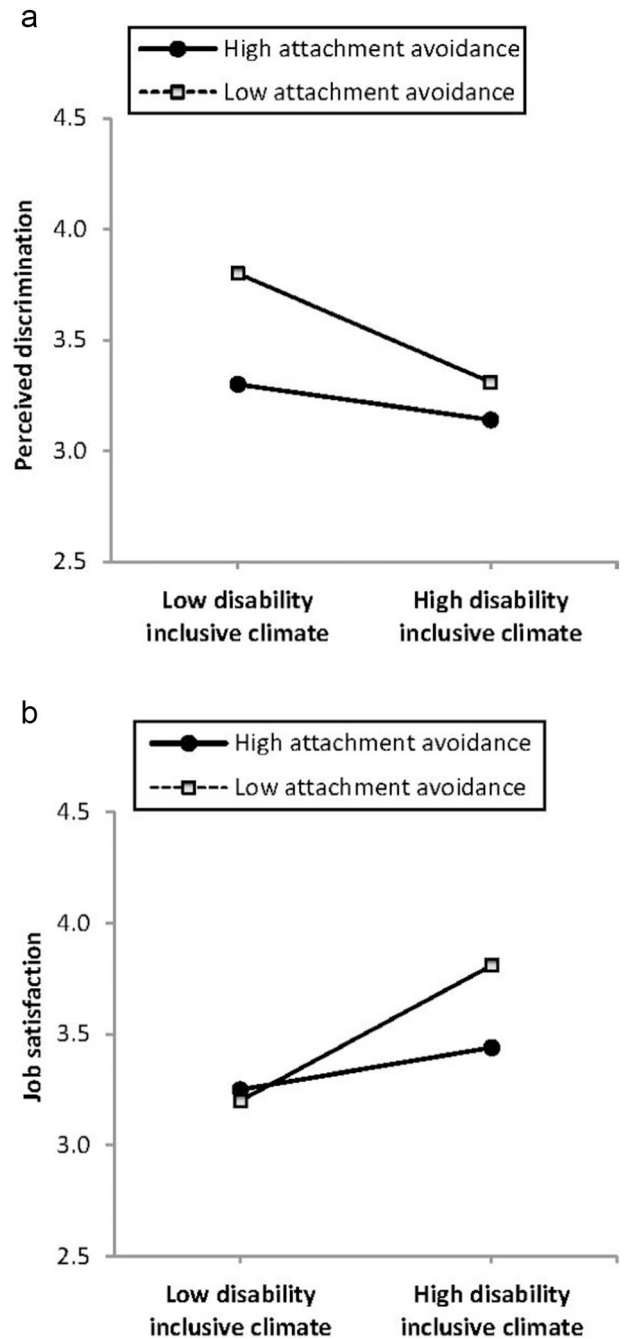 a
High attachment avoidance
Low attachment avoidance
4.5
4.0
3.5
3.0
2.5
Perceived discrimination
Low disability
inclusive climate
High disability
inclusive climate
b
High attachment avoidance
Low attachment avoidance
4.5
4.0
3.5
3.0
2.5
Job satisfaction
Low disability
inclusive climate
High disability
inclusive climate